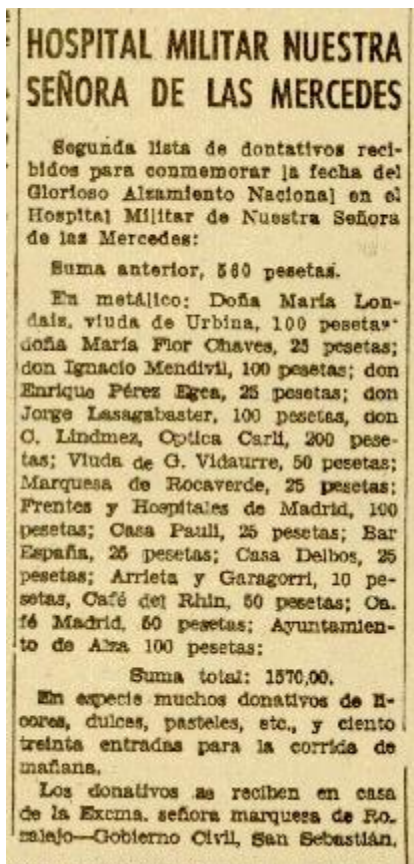 HOSPITAL MILITAR NUESTRA
SEÑORA DE LAS MERCEDES
Segunda lista de dontativos reci-
bidos para conmemorar la fecha del
Glorioso Alzamiento Nacional en el
Hospital Militar de Nuestra Señora
de las Mercedes:
Suma anterior, 560 pesetas.
En metálico: Doña María Lon-
daiz, viuda de Urbina, 100 pesetas
doña María Flor Chaves, 25 pesetas;
don Ignacio Mendivil, 100 pesetas; don
Enrique Pérez Egea, 25 pesetas; don
Jorge Lasagabaster, 100 pesetas, don
C. Lindmez, Optica Carli, 200 pese-
tas; Viuda de G. Vidaurre, 50 pesetas;
Marquesa de Rocaverde, 25 pesetas;
Frentes y Hospitales de Madrid, 100
pesetas; Casa Pauli, 25 pesetas; Bar
España, 25 pesetas; Casa Delbos, 25
pesetas; Arrieta y Garagorri, 10 pe-
setas, Café del Rhin, 50 pesetas; Ca.
fé Madrid, 50 pesetas; Ayuntamien-
to de Alza 100 pesetas;
Suma total: 1570,00.
En especie muchos donativos de li-
cores, dulces, pasteles, etc., y ciento
treinta entradas para la corrida de
mañana.
Los donativos se reciben en casa
de la Excma. señora marquesa de Ro-
zalejo—Gobierno Civil, San Sebastián.